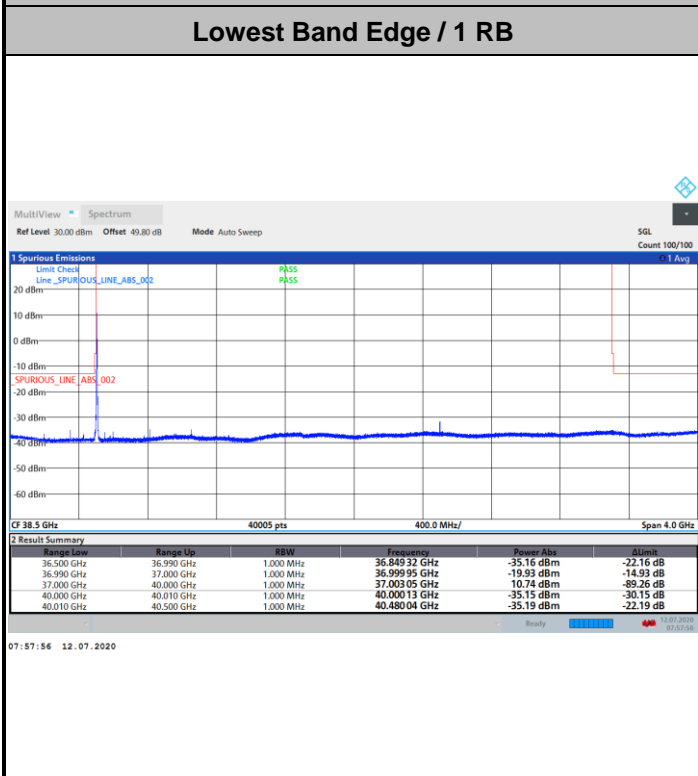 Lowest Band Edge / 1 RB
MultiView Spectrum
Ref Level 30.00 dBm Offset 49.80 dB Mode Auto Sweep SGL
Count 100/100
1 Spurious Emissions 1 Avg
Limit Check PASS
Line _SPURIOUS_LINE_ABS_002 PASS
20 dBm
10 dBm
0 dBm
-10 dBm
_SPURIOUS_LINE_ABS_002
-20 dBm
-30 dBm
-40 dBm
-50 dBm
-60 dBm
CF 38.5 GHz 40005 pts 400.0 MHz/ Span 4.0 GHz
2 Result Summary
Range Low Range Up RBW Frequency Power Abs ΔLimit
36.500 GHz 36.990 GHz 1.000 MHz 36.849 32 GHz -35.16 dBm -22.16 dB
36.990 GHz 37.000 GHz 1.000 MHz 36.999 95 GHz -19.93 dBm -14.93 dB
37.000 GHz 40.000 GHz 1.000 MHz 37.003 05 GHz 10.74 dBm -89.26 dB
40.000 GHz 40.010 GHz 1.000 MHz 40.000 13 GHz -35.15 dBm -30.15 dB
40.010 GHz 40.500 GHz 1.000 MHz 40.480 04 GHz -35.19 dBm -22.19 dB
Ready 12.07.2020
07:57:56
07:57:56 12.07.2020